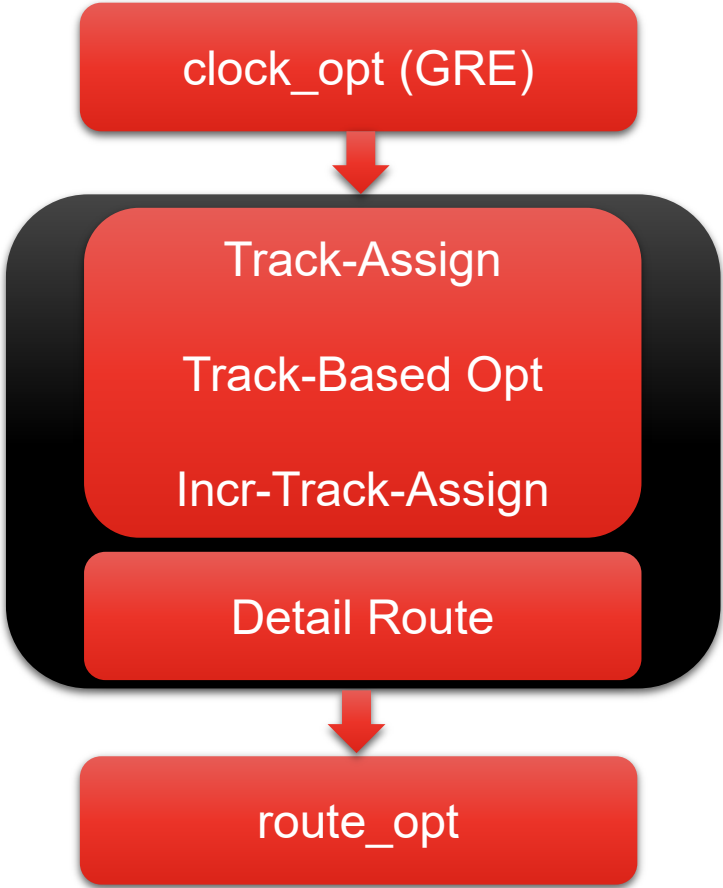 clock_opt (GRE)
Track-Assign
Track-Based Opt
Incr-Track-Assign
Detail Route
route_opt